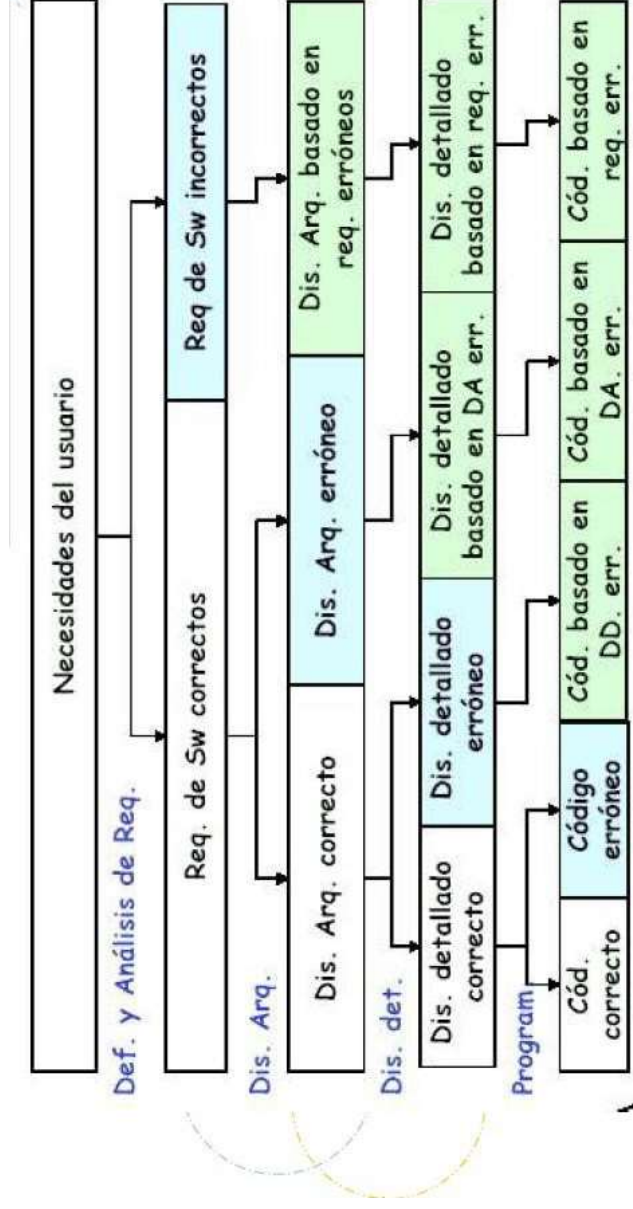 Necesidades del usuario
Def. y Análisis de Req.
Req. de Sw correctos
Req de Sw incorrectos
Dis. Arq.
Dis. Arq. correcto
Dis. Arq. erróneo
Dis. Arq. basado en
req. erróneos
Dis. det.
Dis. detallado
correcto
Dis. detallado
erróneo
Dis. detallado
basado en DA err.
Dis. detallado
basado en req. err.
Program
Cód.
correcto
Código
erróneo
Cód. basado en
DD. err.
Cód. basado en
DA. err.
Cód. basado en
req. err.